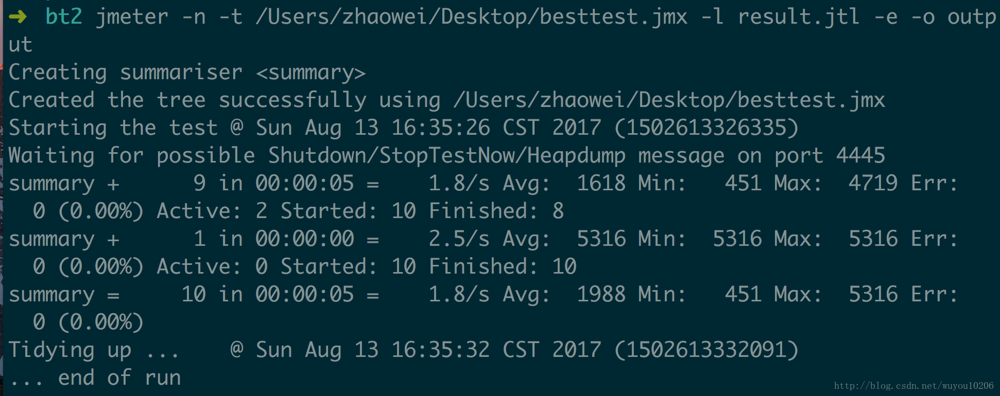 ➜  bt2 jmeter -n -t /Users/zhaowei/Desktop/besttest.jmx -l result.jtl -e -o outp
ut
Creating summariser <summary>
Created the tree successfully using /Users/zhaowei/Desktop/besttest.jmx
Starting the test @ Sun Aug 13 16:35:26 CST 2017 (1502613326335)
Waiting for possible Shutdown/StopTestNow/Heapdump message on port 4445
summary +      9 in 00:00:05 =    1.8/s Avg:  1618 Min:   451 Max:  4719 Err:
  0 (0.00%) Active: 2 Started: 10 Finished: 8
summary +      1 in 00:00:00 =    2.5/s Avg:  5316 Min:  5316 Max:  5316 Err:
  0 (0.00%) Active: 0 Started: 10 Finished: 10
summary =     10 in 00:00:05 =    1.8/s Avg:  1988 Min:   451 Max:  5316 Err:
  0 (0.00%)
Tidying up ...    @ Sun Aug 13 16:35:32 CST 2017 (1502613332091)
... end of run
http://blog.csdn.net/wuyou10206